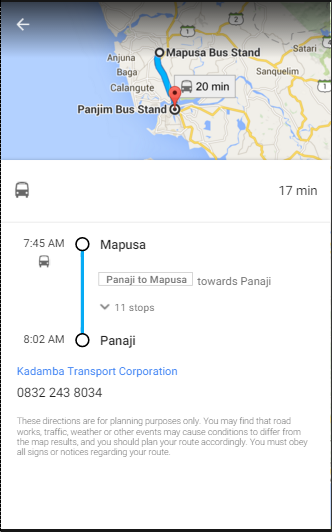 2
Mapusa Bus Stand
Satari
Anjuna
Baga
Sanquelim
Calangute
20 min
Panjim Bus Stand
17 min
7:45 AM Mapusa
Panaji to Mapusa towards Panaji
11 stops
8:02 AM Panaji
Kadamba Transport Corporation
0832 243 8034
These directions are for planning purposes only. You may find that road
works, traffic, weather or other events may cause conditions to differ from
the map results, and you should plan your route accordingly. You must obey
all signs or notices regarding your route.